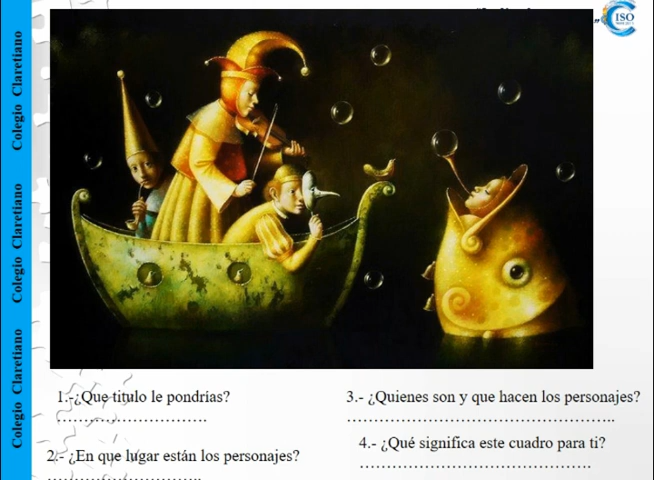 Colegio Claretiano
Colegio Claretiano
Colegio Claretiano
ISO
1.-¿Que titulo le pondrías?
..............................
3.- ¿Quienes son y que hacen los personajes?
......................................................
2.- ¿En que lugar están los personajes?
..............................
4.- ¿Qué significa este cuadro para ti?
..............................................